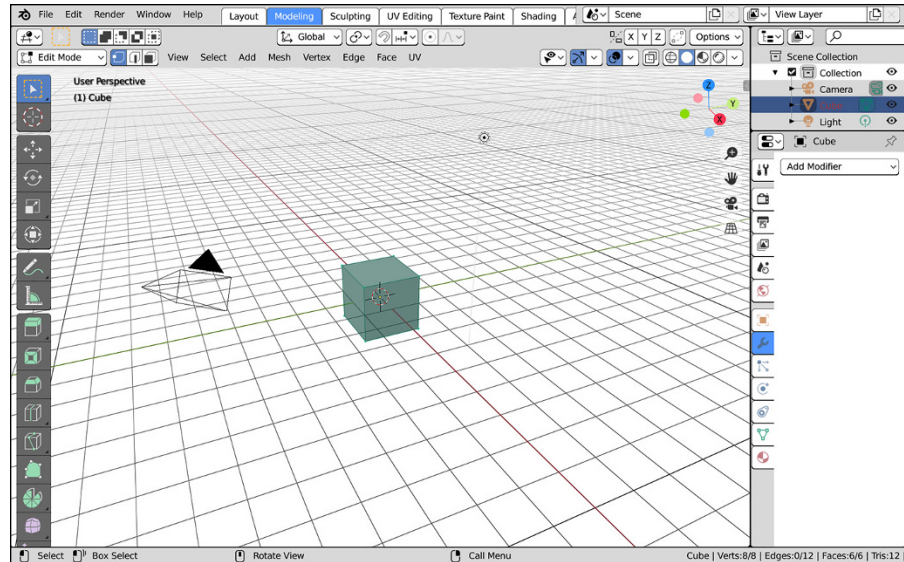 File Edit Render Window Help Layout Modeling Sculpting UV Editing Texture Paint Shading Scene View Layer
Global X Y Z Options
Edit Mode View Select Add Mesh Vertex Edge Face UV
Scene Collection
Collection
Camera
Cube
Light
User Perspective
(1) Cube
Z
Y
X
Cube
Add Modifier
Select Box Select Rotate View Call Menu Cube | Verts:8/8 | Edges:0/12 | Faces:6/6 | Tris:12 |